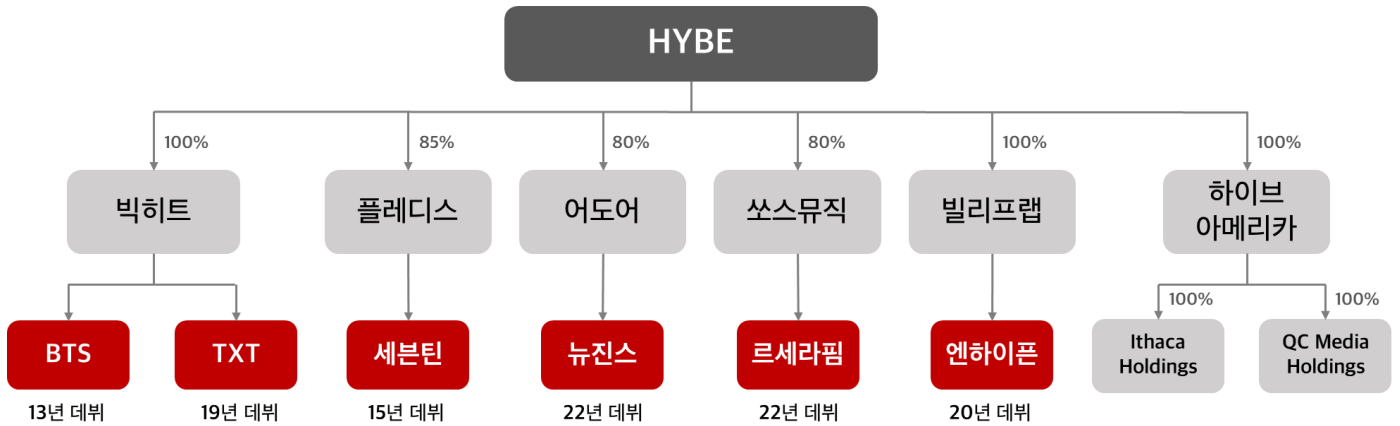 HYBE
100%
85%
80%
80%
100%
100%
빅히트
플레디스
어도어
쏘스뮤직
빌리프랩
하이브
아메리카
100%
100%
BTS
TXT
세븐틴
뉴진스
르세라핌
엔하이픈
Ithaca
Holdings
QC Media
Holdings
13년 데뷔
19년 데뷔
15년 데뷔
22년 데뷔
22년 데뷔
20년 데뷔